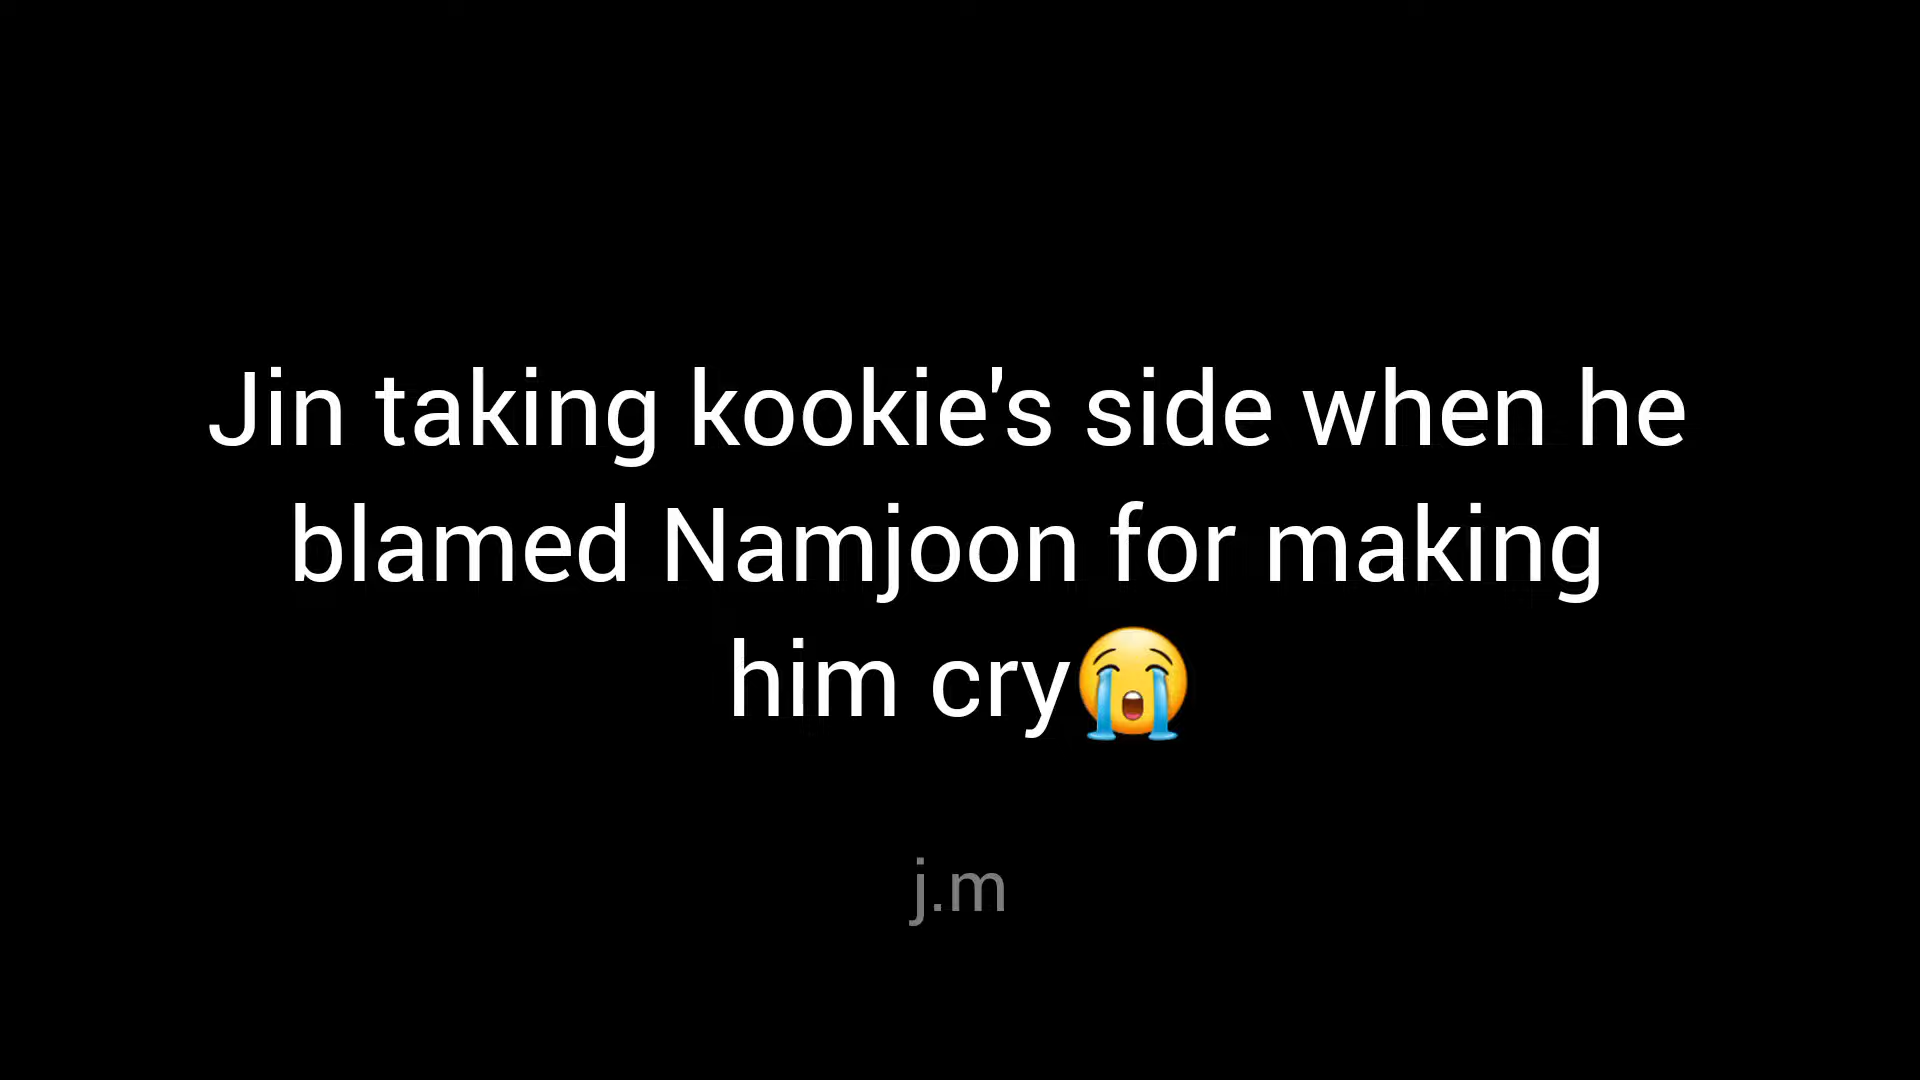 Jin taking kookie's side when he
blamed Namjoon for making
him cry😭
j.m